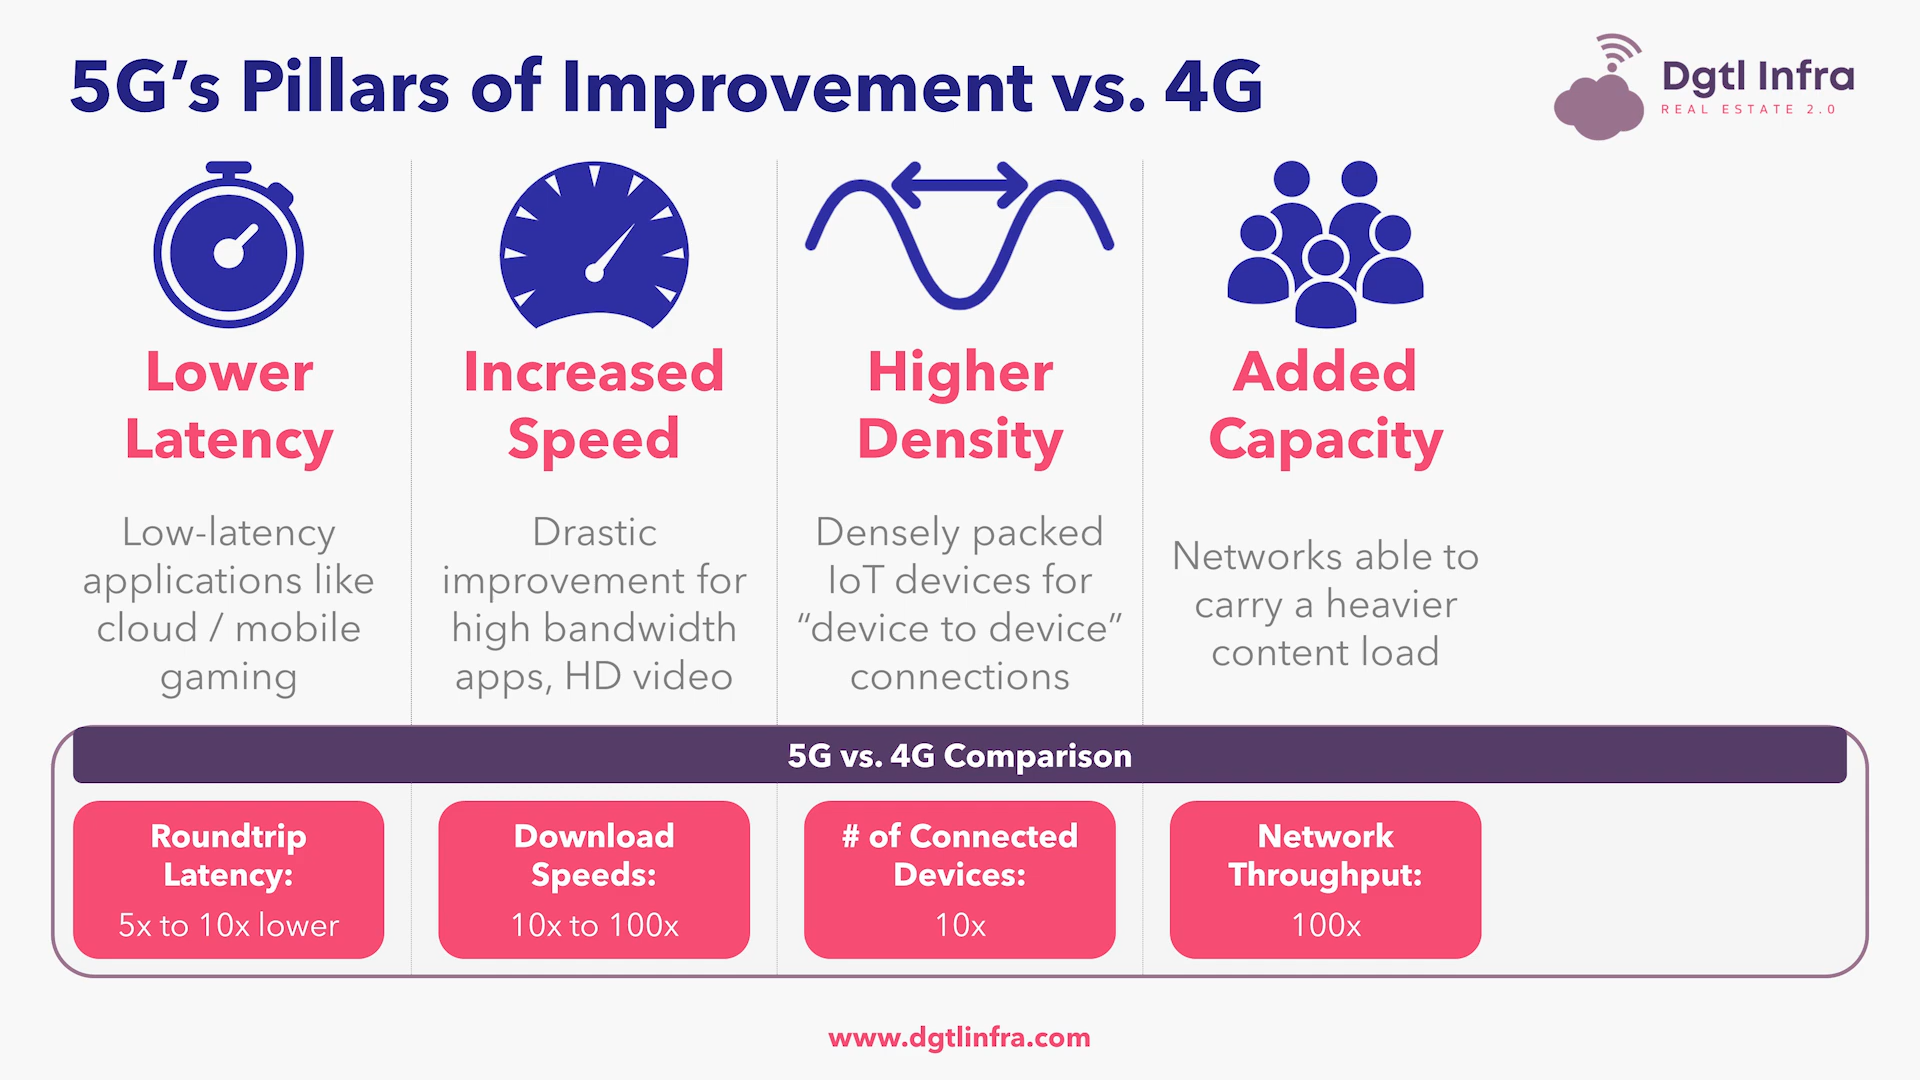 5G’s Pillars of Improvement vs. 4G
Dgtl Infra
REAL ESTATE 2.0
Lower
Latency
Low-latency
applications like
cloud / mobile
gaming
Increased
Speed
Drastic
improvement for
high bandwidth
apps, HD video
Higher
Density
Densely packed
IoT devices for
“device to device”
connections
Added
Capacity
Networks able to
carry a heavier
content load
5G vs. 4G Comparison
Roundtrip
Latency:
5x to 10x lower
Download
Speeds:
10x to 100x
# of Connected
Devices:
10x
Network
Throughput:
100x
www.dgtlinfra.com